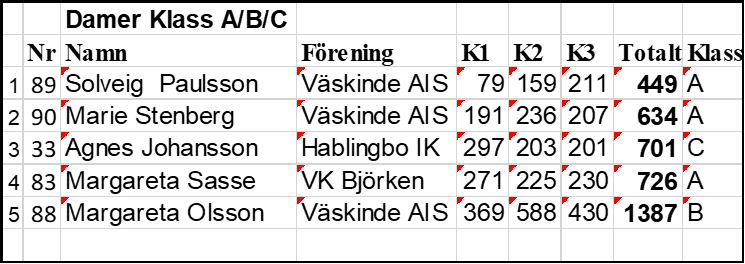 Damer Klass A/B/C
Nr Namn Förening K1 K2 K3 Totalt Klass
1 89 Solveig Paulsson Väskinde AIS 79 159 211 449 A
2 90 Marie Stenberg Väskinde AIS 191 236 207 634 A
3 33 Agnes Johansson Hablingbo IK 297 203 201 701 C
4 83 Margareta Sasse VK Björken 271 225 230 726 A
5 88 Margareta Olsson Väskinde AIS 369 588 430 1387 B